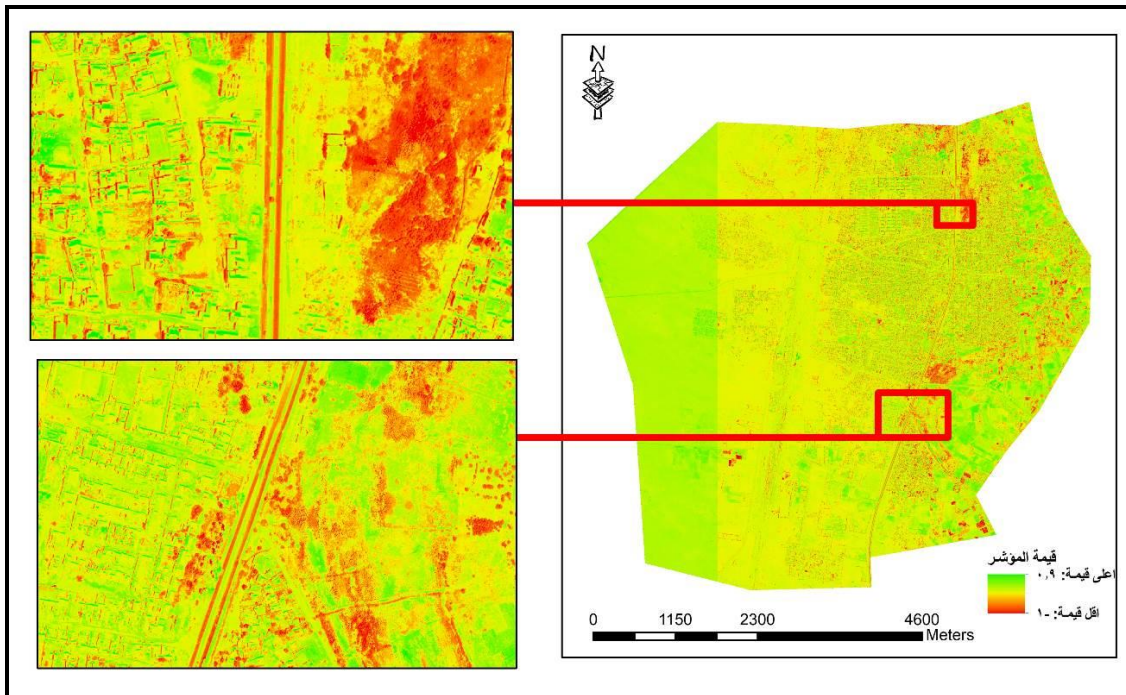 N
قيمة المؤشر
اعلى قيمة: ٠,٩
اقل قيمة: ١-
0 1150 2300 4600
Meters